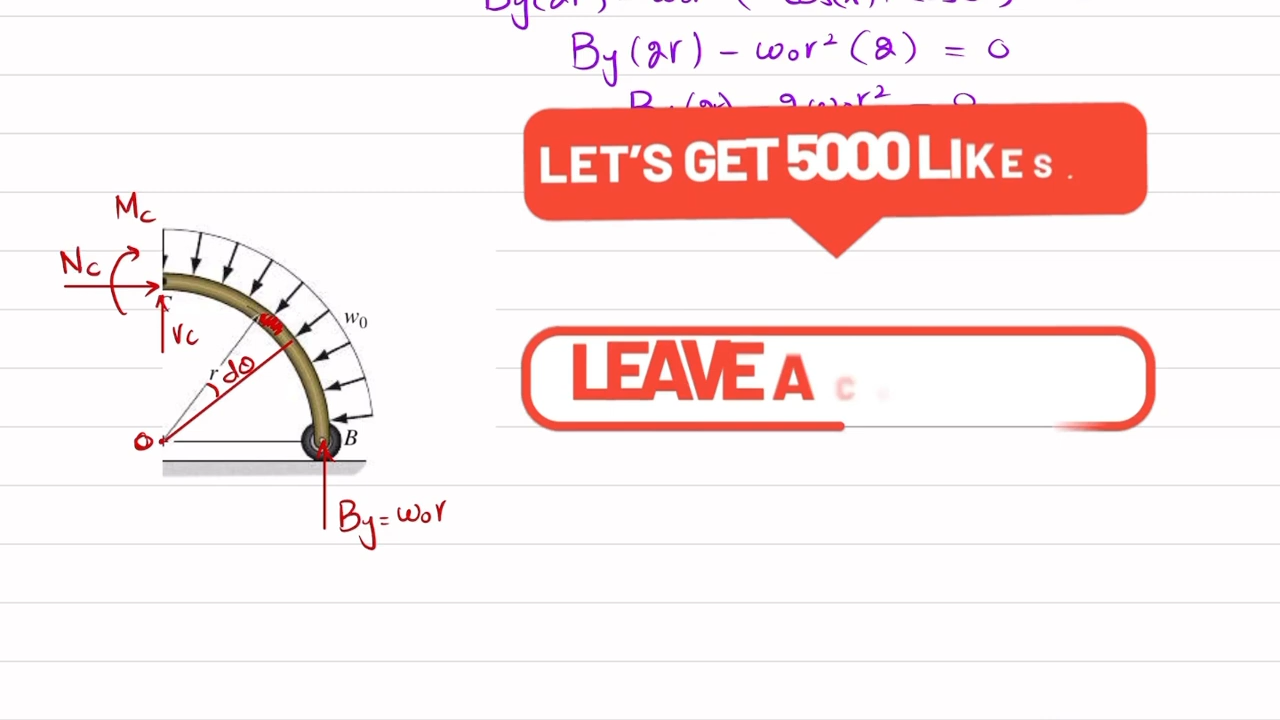 By(2r) - w₀r² (2) = 0
LET'S GET 5000 LIKES.
LEAVE A C
Mc
Nc
Vc
w₀
r
dθ
O
B
By = w₀r